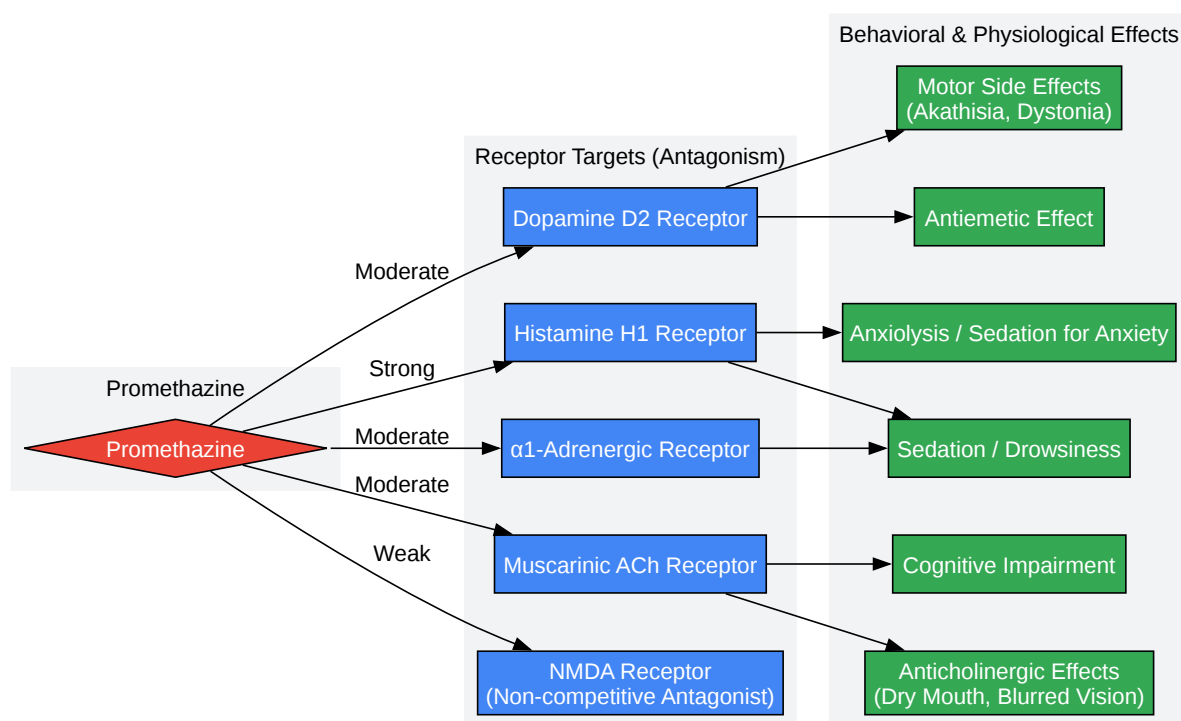 Behavioral & Physiological Effects
Motor Side Effects
(Akathisia, Dystonia)
Receptor Targets (Antagonism)
Dopamine D2 Receptor
Antiemetic Effect
Moderate
Histamine H1 Receptor
Anxiolysis / Sedation for Anxiety
Strong
Promethazine
Promethazine
Moderate
α1-Adrenergic Receptor
Sedation / Drowsiness
Moderate
Weak
Muscarinic ACh Receptor
Cognitive Impairment
NMDA Receptor
(Non-competitive Antagonist)
Anticholinergic Effects
(Dry Mouth, Blurred Vision)